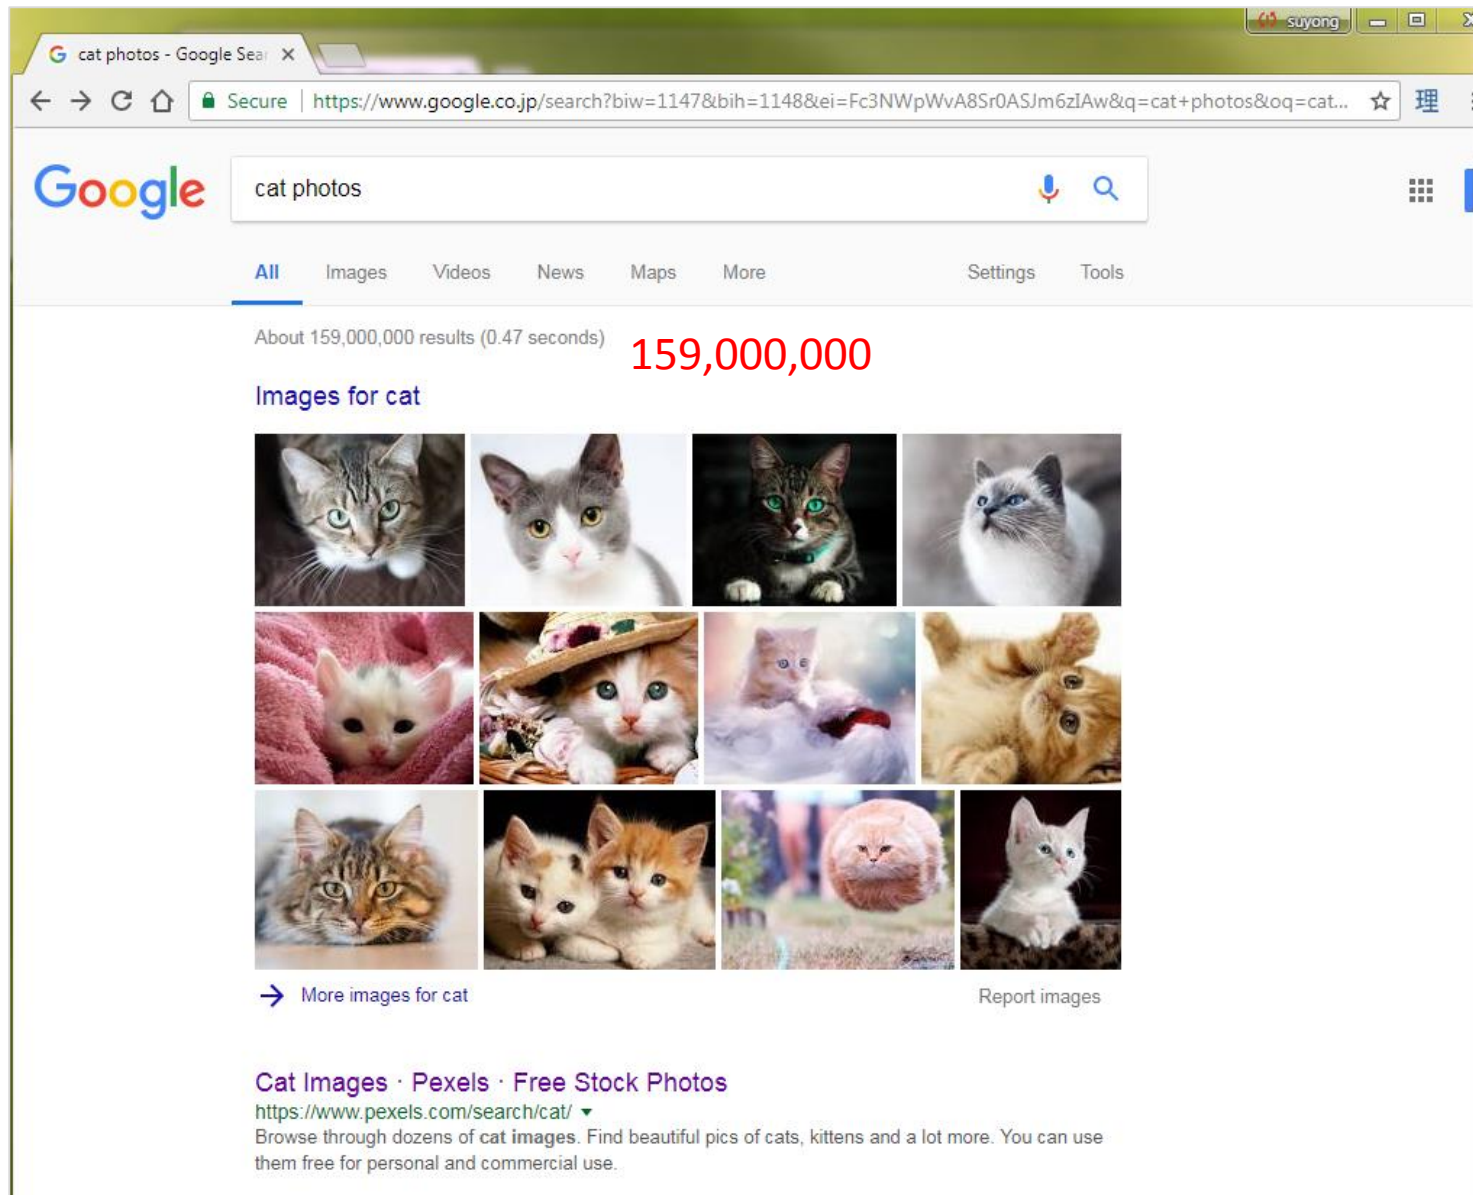 suyong
cat photos - Google Sear
Secure https://www.google.co.jp/search?biw=1147&bih=1148&ei=Fc3NWpWvA8Sr0ASJm6zIAw&q=cat+photos&oq=cat... 理
Google cat photos
All Images Videos News Maps More Settings Tools
About 159,000,000 results (0.47 seconds) 159,000,000
Images for cat
More images for cat Report images
Cat Images · Pexels · Free Stock Photos
https://www.pexels.com/search/cat/
Browse through dozens of cat images. Find beautiful pics of cats, kittens and a lot more. You can use
them free for personal and commercial use.